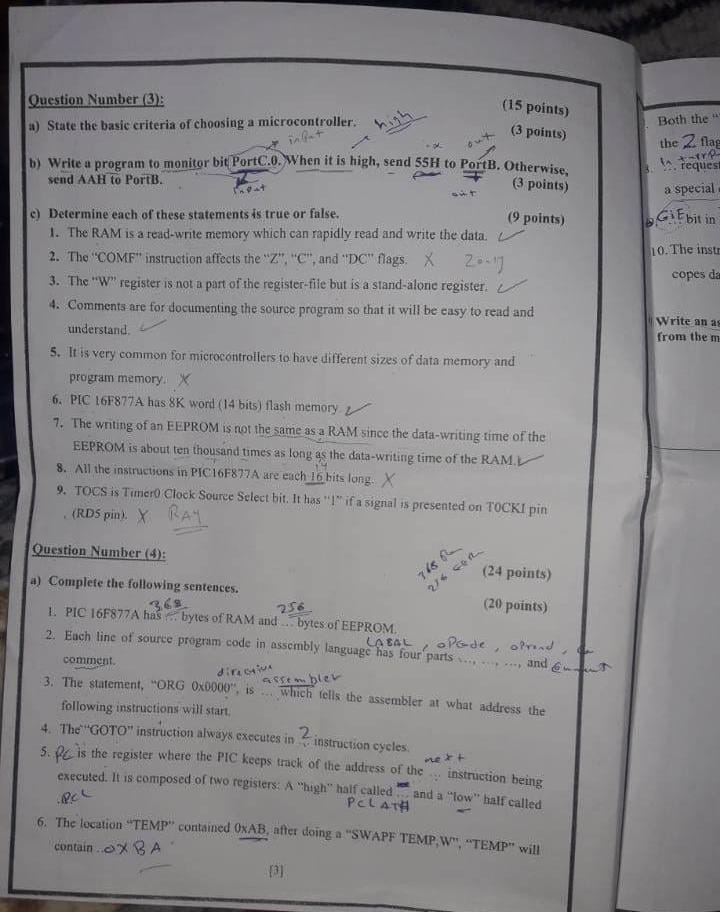 Question Number (3):
(15 points)
a) State the basic criteria of choosing a microcontroller.
high
(3 points)
input
out
b) Write a program to monitor bit PortC.0. When it is high, send 55H to PortB. Otherwise,
send AAH to PortB.
input
out
(3 points)
c) Determine each of these statements is true or false.
(9 points)
1. The RAM is a read-write memory which can rapidly read and write the data. ✓
2. The "COMF" instruction affects the "Z", "C", and "DC" flags. X Z only
3. The "W" register is not a part of the register-file but is a stand-alone register. ✓
4. Comments are for documenting the source program so that it will be easy to read and
understand. ✓
5. It is very common for microcontrollers to have different sizes of data memory and
program memory. X
6. PIC 16F877A has 8K word (14 bits) flash memory. ✓
7. The writing of an EEPROM is not the same as a RAM since the data-writing time of the
EEPROM is about ten thousand times as long as the data-writing time of the RAM. ✓
14
8. All the instructions in PIC16F877A are each 16 bits long. X
9. TOCS is Timer0 Clock Source Select bit. It has "1" if a signal is presented on TOCKI pin
(RD5 pin). X RA4
Question Number (4):
368
256
(24 points)
a) Complete the following sentences.
(20 points)
368 256
1. PIC 16F877A has ... bytes of RAM and ... bytes of EEPROM.
LABAL, oPCode, oPrand,
2. Each line of source program code in assembly language has four parts ..., ..., ..., and
comment.
directive
assembler
3. The statement, "ORG 0x0000", is ... which tells the assembler at what address the
following instructions will start.
4. The "GOTO" instruction always executes in 2 instruction cycles.
next
5. PC is the register where the PIC keeps track of the address of the ... instruction being
executed. It is composed of two registers: A "high" half called ... and a "low" half called
PCLATH
.PCL
6. The location "TEMP" contained 0xAB, after doing a "SWAPF TEMP,W", "TEMP" will
contain ..0XBA
[3]
Both the "
the Z flag
request
a special
GIE bit in
10. The instr
copes da
Write an as
from the m